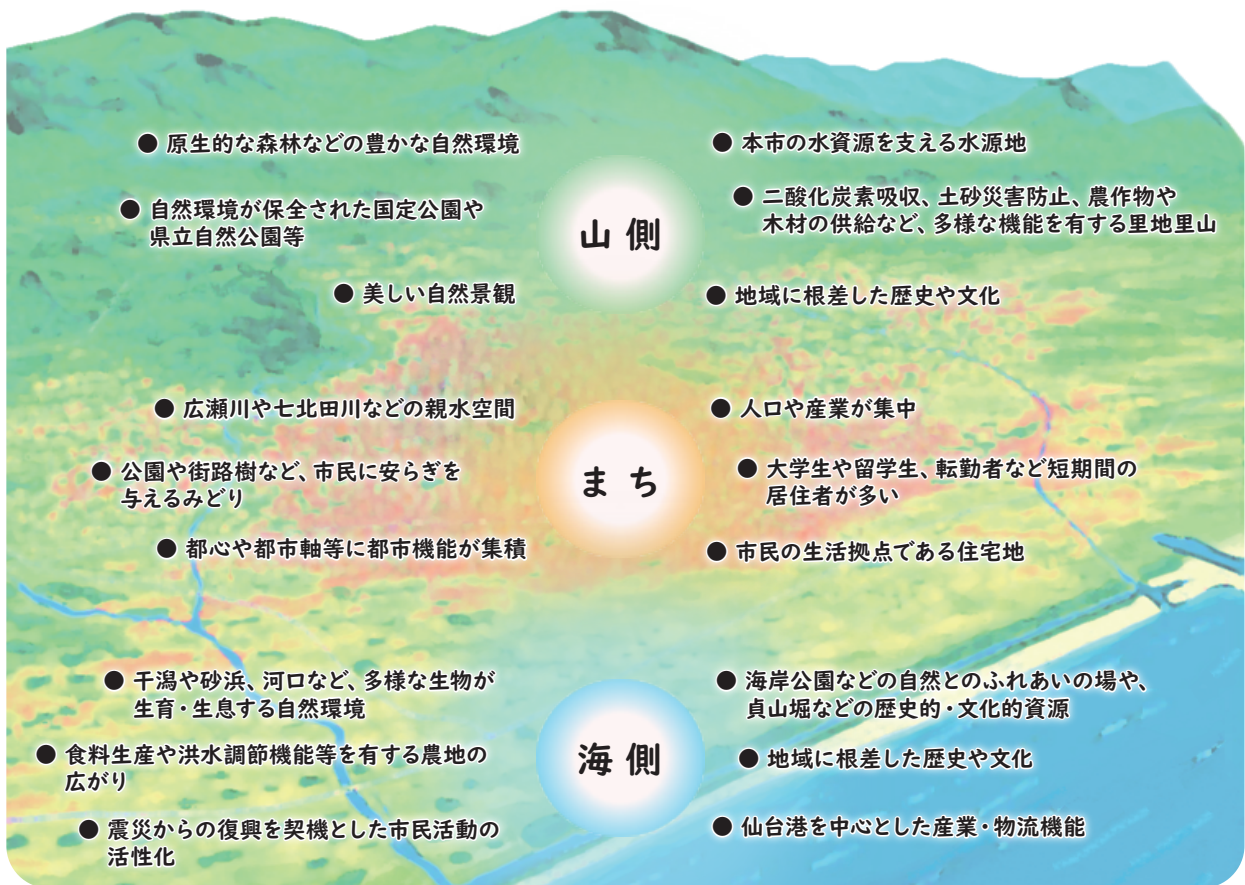 ● 原生的な森林などの豊かな自然環境
● 自然環境が保全された国定公園や
県立自然公園等
● 美しい自然景観
山側
● 本市の水資源を支える水源地
● 二酸化炭素吸収、土砂災害防止、農作物や
木材の供給など、多様な機能を有する里地里山
● 地域に根差した歴史や文化
● 広瀬川や七北田川などの親水空間
● 公園や街路樹など、市民に安らぎを
与えるみどり
● 都心や都市軸等に都市機能が集積
まち
● 人口や産業が集中
● 大学生や留学生、転勤者など短期間の
居住者が多い
● 市民の生活拠点である住宅地
● 干潟や砂浜、河口など、多様な生物が
生育・生息する自然環境
● 食料生産や洪水調節機能等を有する農地の
広がり
● 震災からの復興を契機とした市民活動の
活性化
海側
● 海岸公園などの自然とのふれあいの場や、
貞山堀などの歴史的・文化的資源
● 地域に根差した歴史や文化
● 仙台港を中心とした産業・物流機能